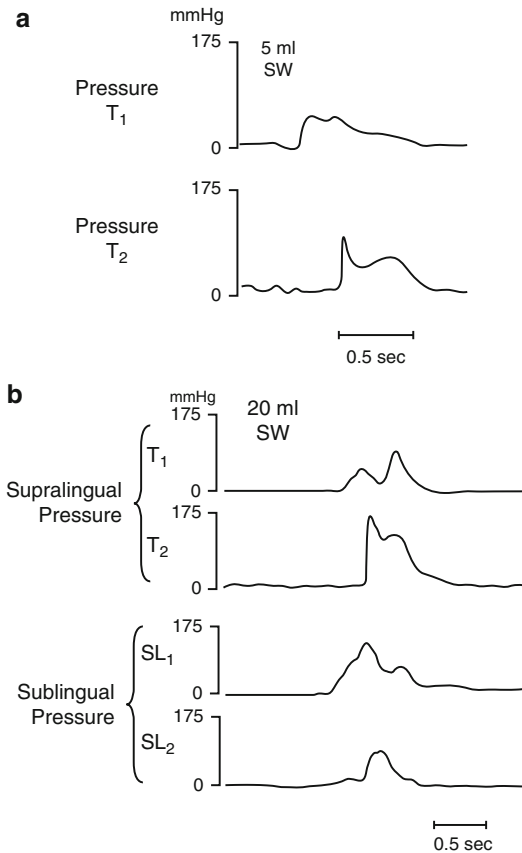 a
mmHg
175
5 ml
SW
Pressure
T₁
0
175
Pressure
T₂
0
0.5 sec
b
mmHg
175
20 ml
SW
T₁
0
Supralingual
Pressure
175
T₂
0
175
SL₁
0
Sublingual
Pressure
175
SL₂
0
0.5 sec